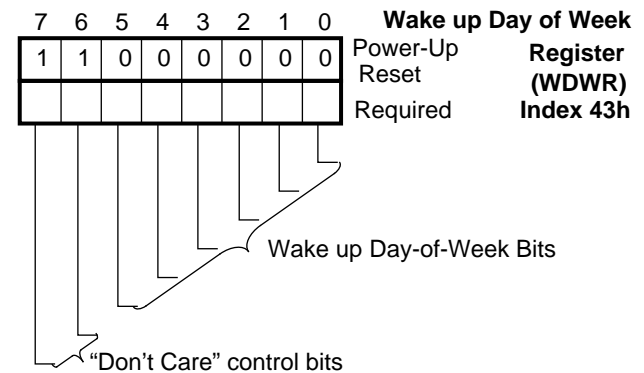 7 6 5 4 3 2 1 0 Wake up Day of Week
Power-Up Register
1 1 0 0 0 0 0 0 Reset (WDWR)
Required Index 43h
Wake up Day-of-Week Bits
“Don’t Care” control bits